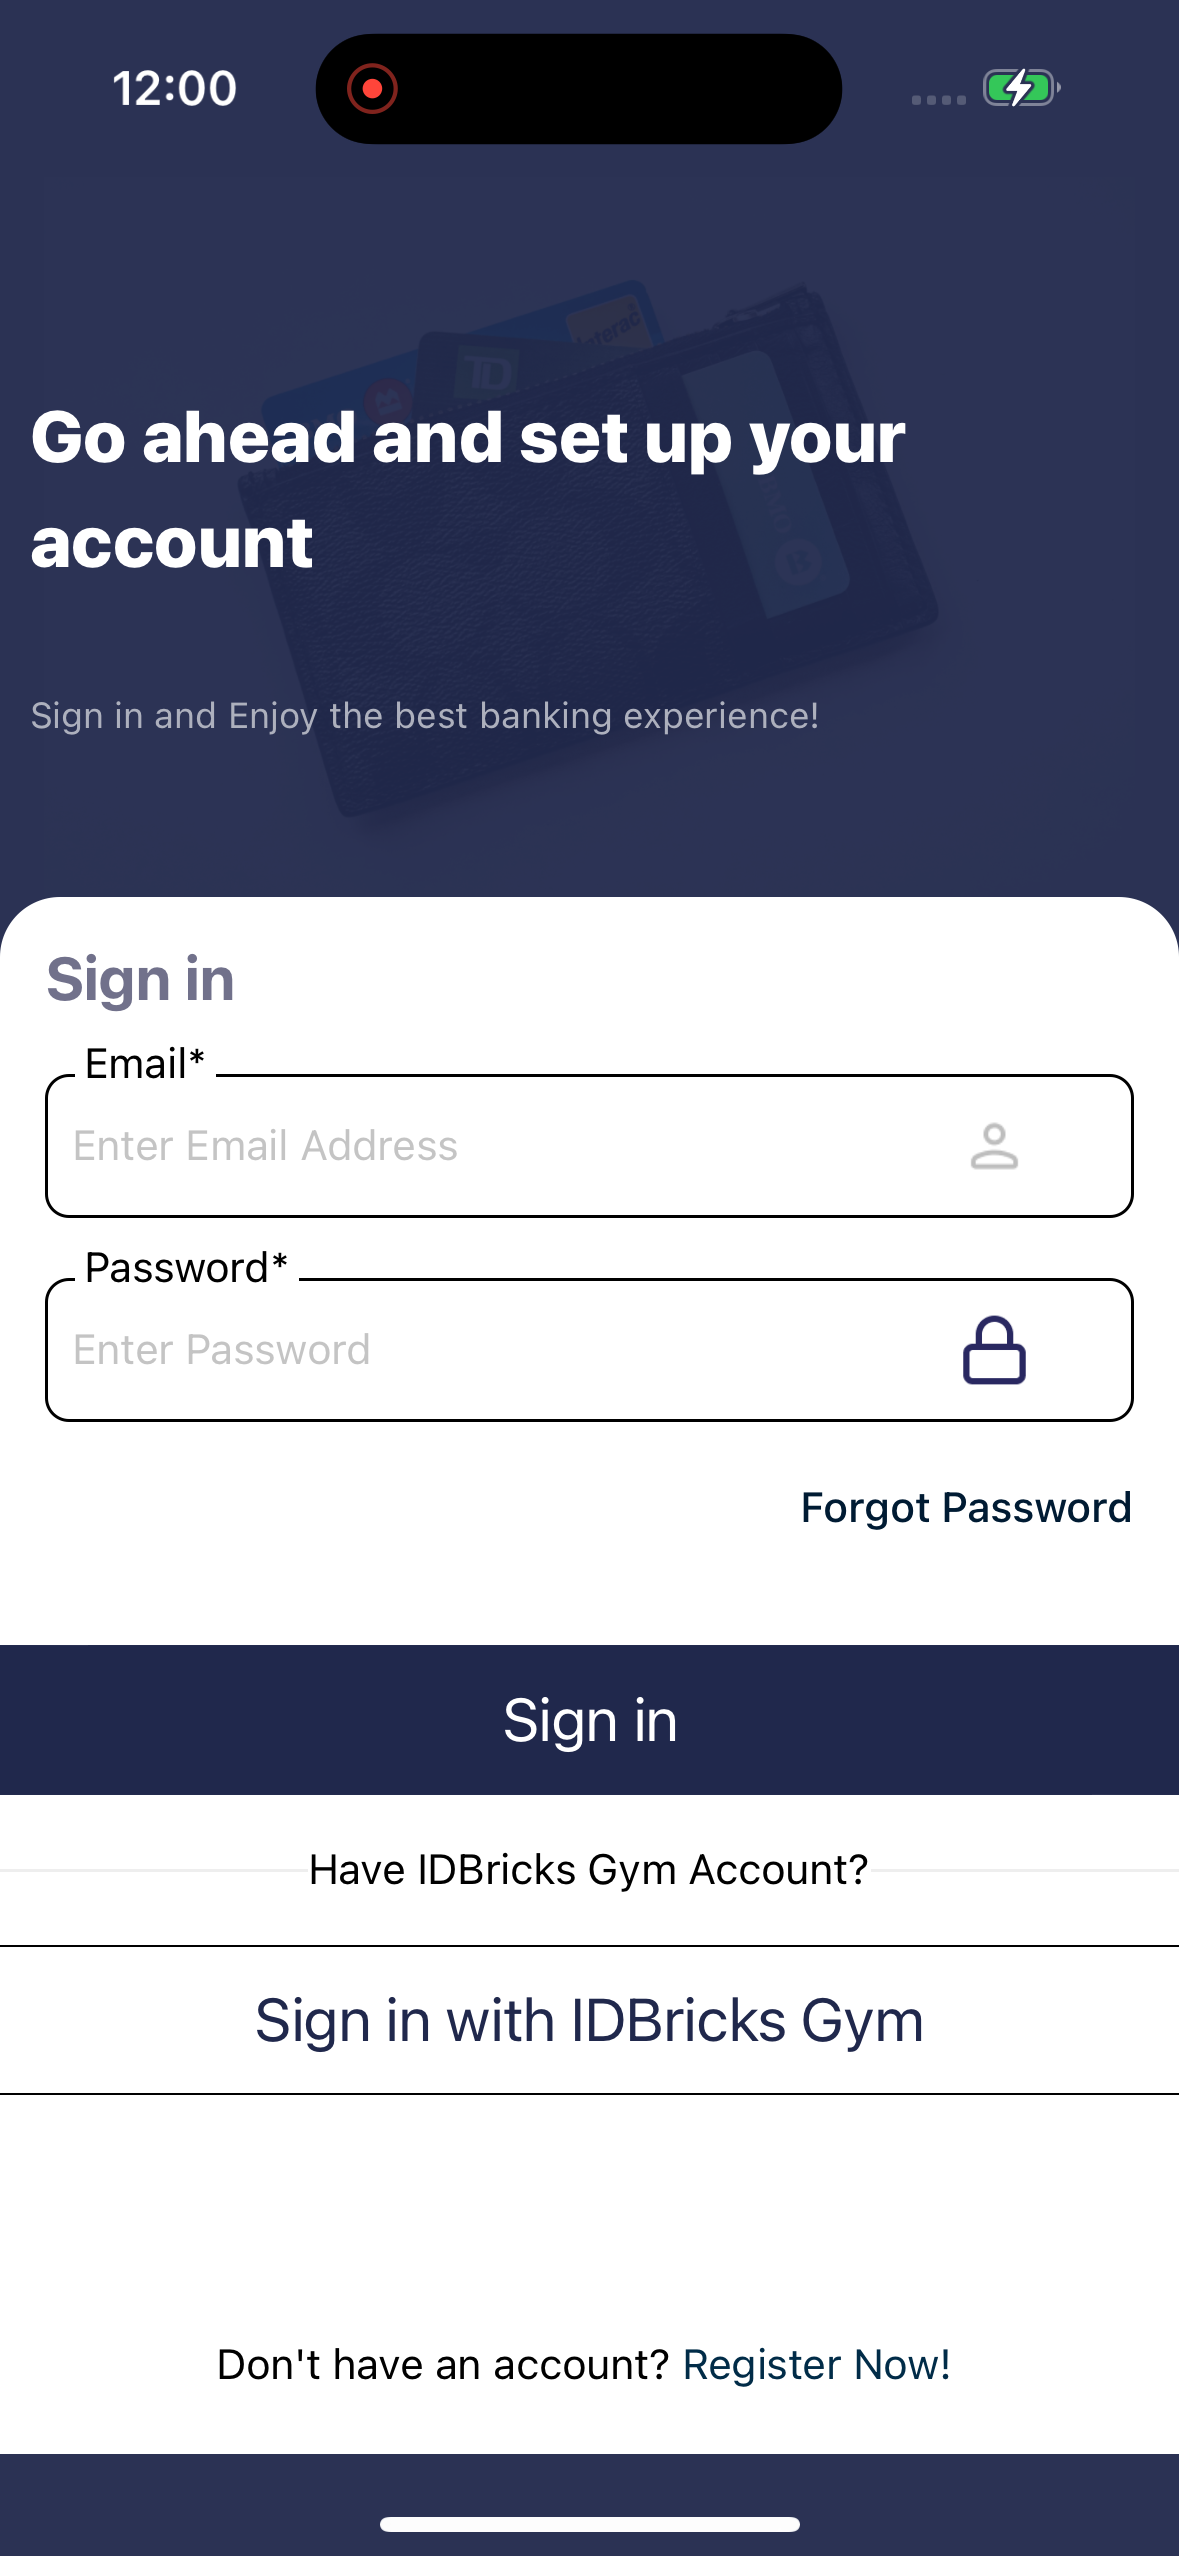 12:00
Interac
TD
Go ahead and set up your
account
Sign in and Enjoy the best banking experience!
Sign in
Email*
Enter Email Address
Password*
Enter Password
Forgot Password
Sign in
Have IDBricks Gym Account?
Sign in with IDBricks Gym
Don't have an account? Register Now!